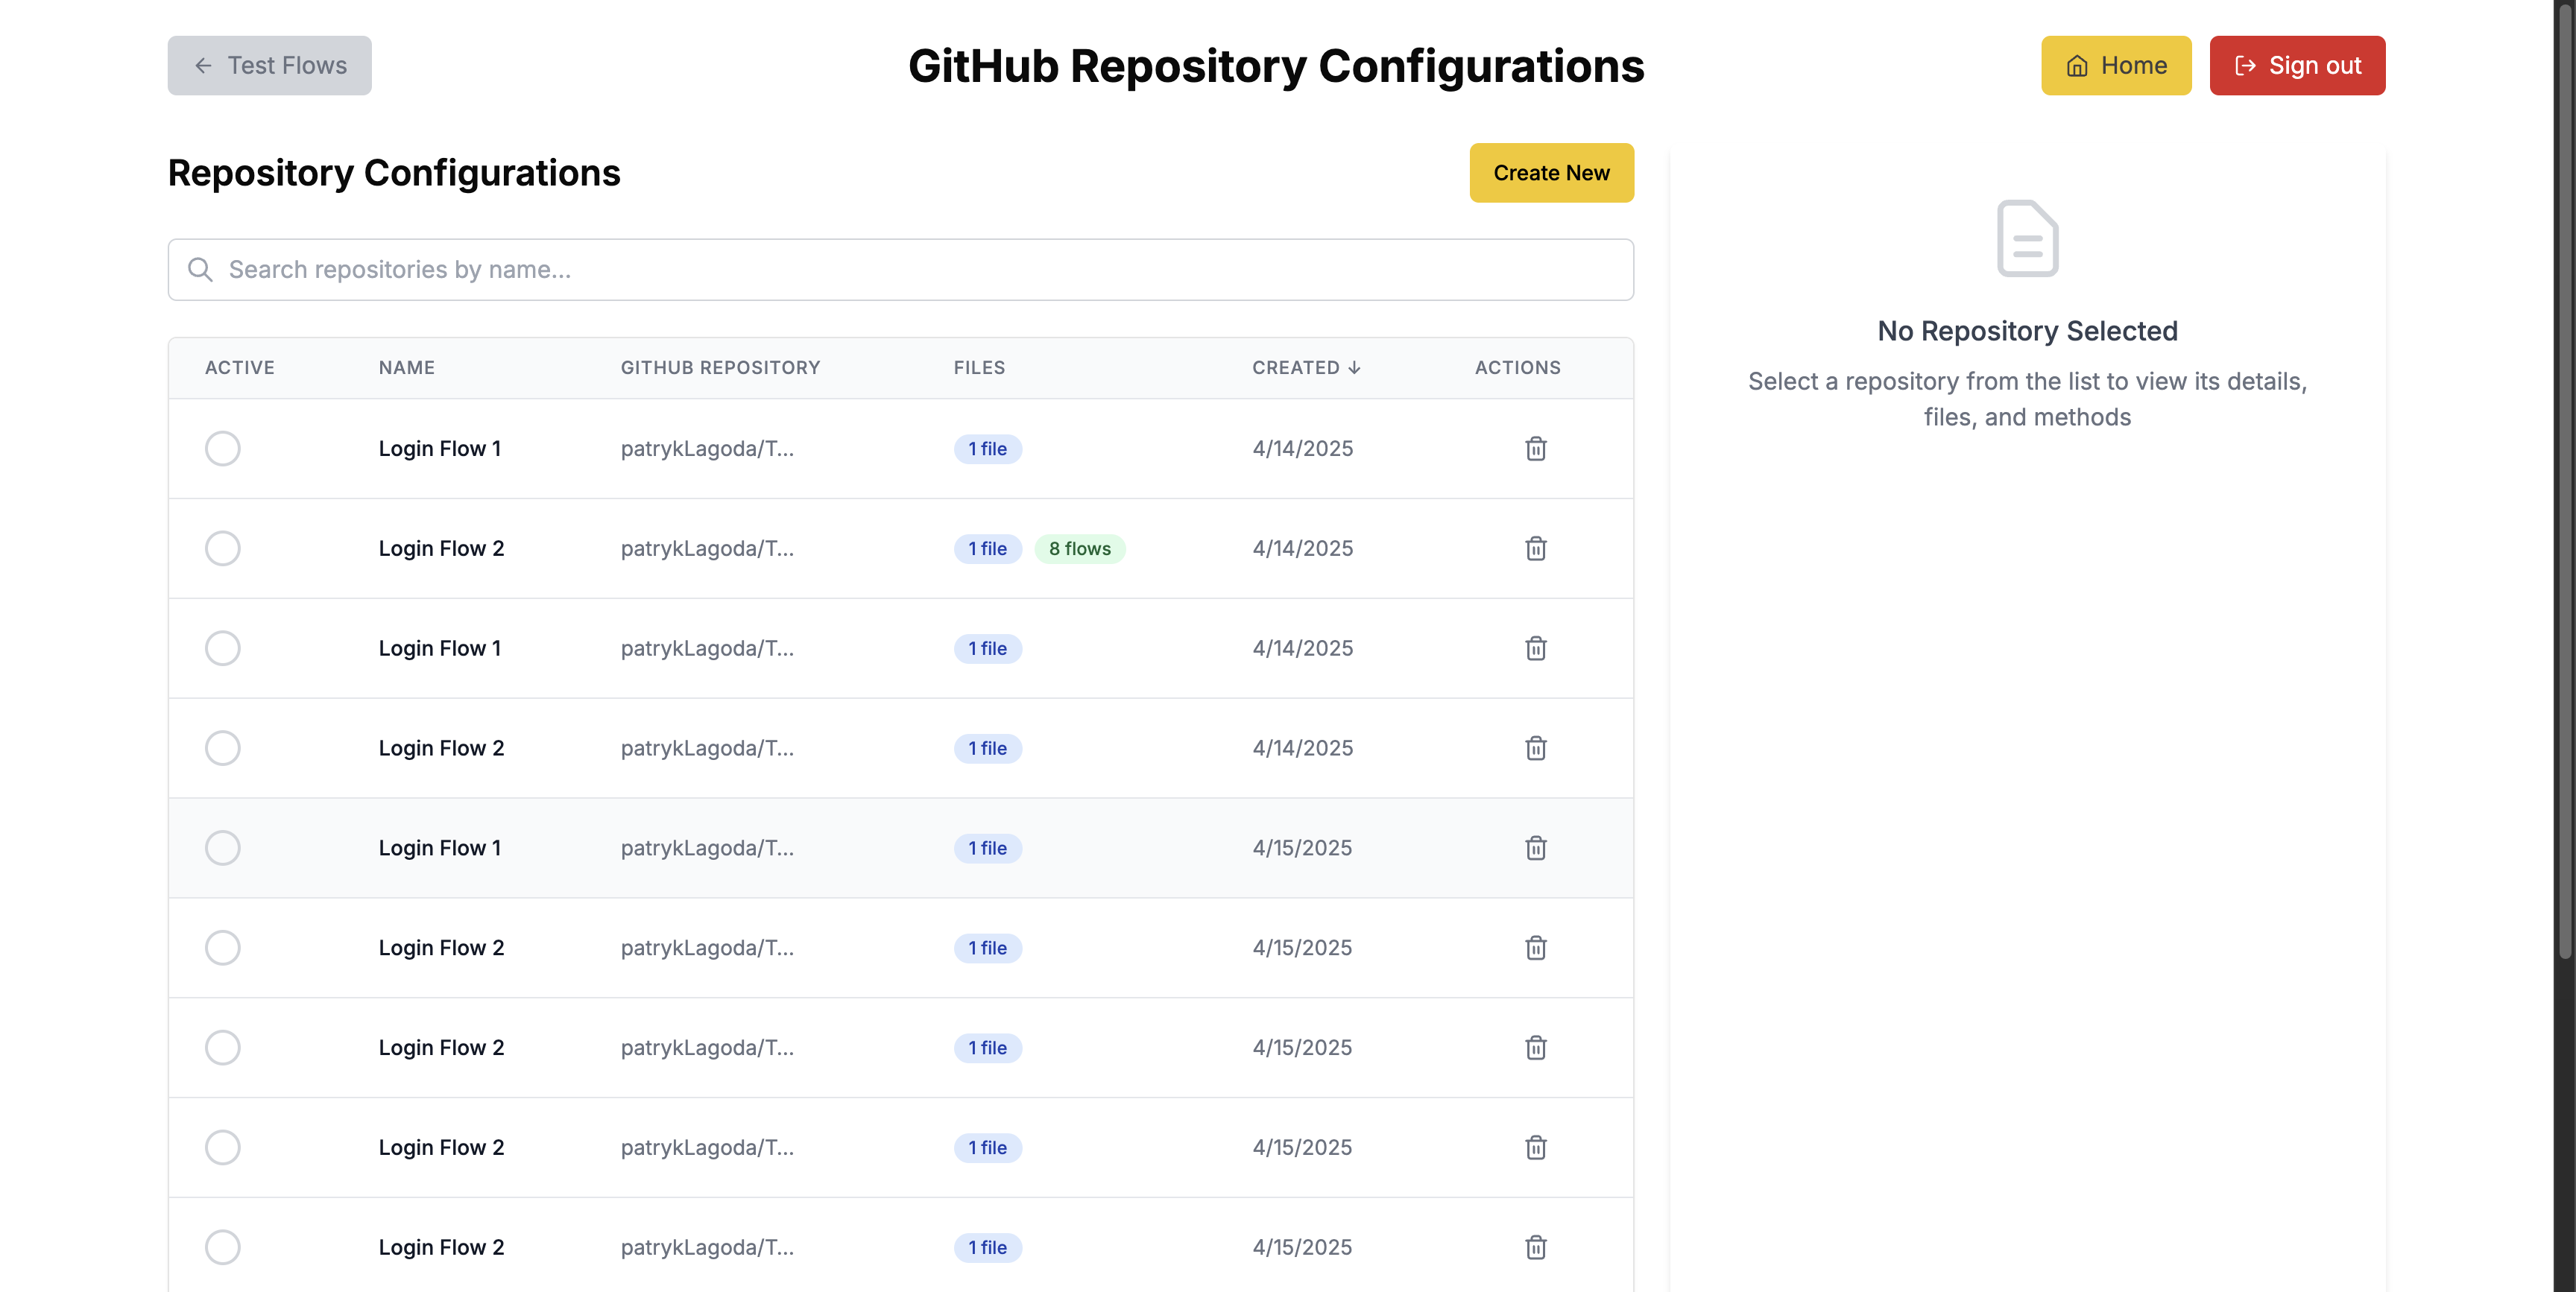 Test Flows
GitHub Repository Configurations
Home
Sign out
Repository Configurations
Create New
Search repositories by name...
ACTIVE NAME GITHUB REPOSITORY FILES CREATED ↓ ACTIONS
Login Flow 1 patrykLagoda/T... 1 file 4/14/2025
Login Flow 2 patrykLagoda/T... 1 file 8 flows 4/14/2025
Login Flow 1 patrykLagoda/T... 1 file 4/14/2025
Login Flow 2 patrykLagoda/T... 1 file 4/14/2025
Login Flow 1 patrykLagoda/T... 1 file 4/15/2025
Login Flow 2 patrykLagoda/T... 1 file 4/15/2025
Login Flow 2 patrykLagoda/T... 1 file 4/15/2025
Login Flow 2 patrykLagoda/T... 1 file 4/15/2025
Login Flow 2 patrykLagoda/T... 1 file 4/15/2025
No Repository Selected
Select a repository from the list to view its details,
files, and methods